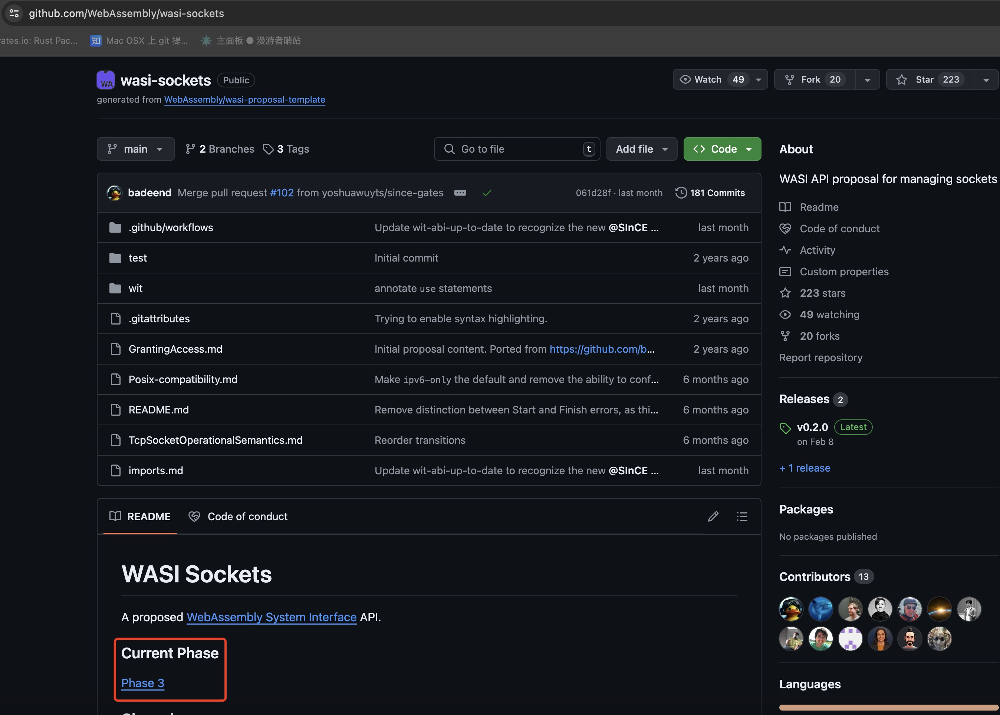 github.com/WebAssembly/wasi-sockets
rates.io: Rust Pac... 知 Mac OSX 上 git 提... 主面板 ● 漫游者哨站
WA wasi-sockets Public
Watch 49 Fork 20 Star 223
generated from WebAssembly/wasi-proposal-template
main 2 Branches 3 Tags Go to file t Add file Code
badeend Merge pull request #102 from yoshuawuyts/since-gates 061d28f · last month 181 Commits
.github/workflows Update wit-abi-up-to-date to recognize the new @SInCE ... last month
test Initial commit 2 years ago
wit annotate use statements last month
.gitattributes Trying to enable syntax highlighting. 2 years ago
GrantingAccess.md Initial proposal content. Ported from https://github.com/b... 2 years ago
Posix-compatibility.md Make ipv6-only the default and remove the ability to conf... 6 months ago
README.md Remove distinction between Start and Finish errors, as thi... 6 months ago
TcpSocketOperationalSemantics.md Reorder transitions 6 months ago
imports.md Update wit-abi-up-to-date to recognize the new @SInCE ... last month
README Code of conduct
WASI Sockets
A proposed WebAssembly System Interface API.
Current Phase
Phase 3
About
WASI API proposal for managing sockets
Readme
Code of conduct
Activity
Custom properties
223 stars
49 watching
20 forks
Report repository
Releases 2
v0.2.0 Latest
on Feb 8
+ 1 release
Packages
No packages published
Contributors 13
Languages